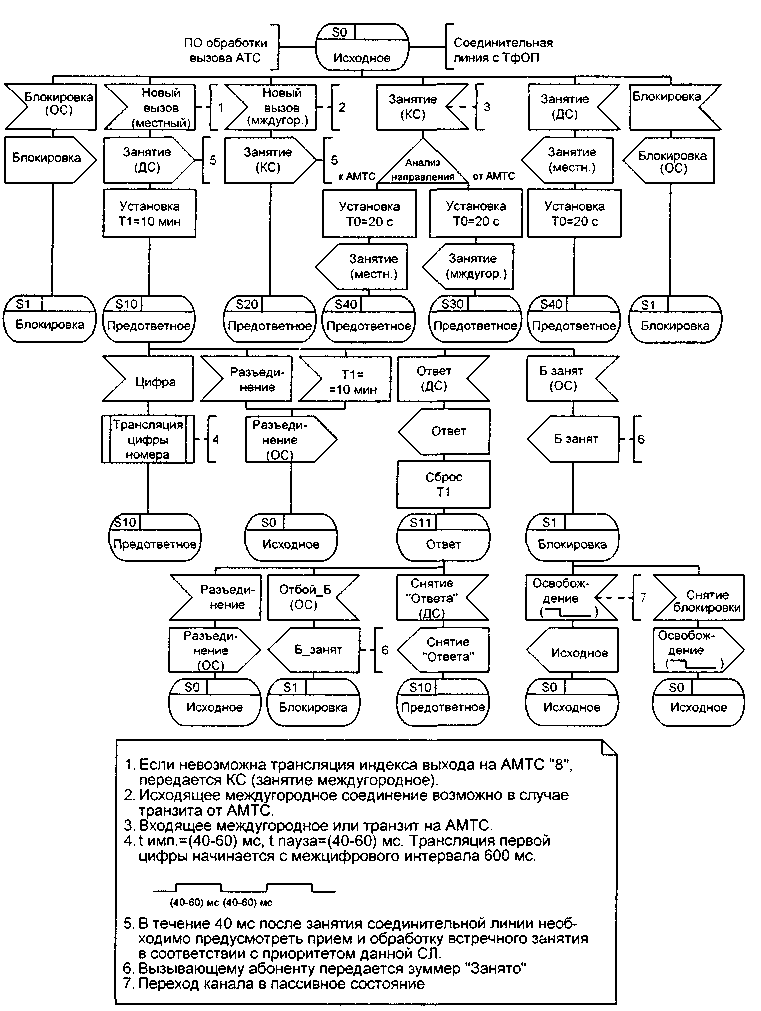 ПО обработки
вызова АТС
S0
Исходное
Соединительная
линия с ТфОП
Блокировка
(ОС)
Новый
вызов
(местный)
1
Новый
вызов
(мждугор.)
2
Занятие
(КС)
3
Занятие
(ДС)
Блокировка
Блокировка
Занятие
(ДС)
5
Занятие
(КС)
5
к АМТС
Анализ
направления
от АМТС
Занятие
(местн.)
Блокировка
(ОС)
Установка
T1=10 мин
Установка
T0=20 с
Установка
T0=20 с
Установка
T0=20 с
Занятие
(местн.)
Занятие
(мждугор.)
S1
Блокировка
S10
Предответное
S20
Предответное
S40
Предответное
S30
Предответное
S40
Предответное
S1
Блокировка
Цифра
Разъеди-
нение
T1=
=10 мин
Ответ
(ДС)
Б занят
(ОС)
Трансляция
цифры
номера
4
Разъеди-
нение
(ОС)
Ответ
Б занят
6
Сброс
T1
S10
Предответное
S0
Исходное
S11
Ответ
S1
Блокировка
Разъеди-
нение
Отбой_Б
(ОС)
Снятие
"Ответа"
(ДС)
Освобож-
дение
( )
7
Снятие
блокировки
Разъеди-
нение
(ОС)
Б_занят
6
Снятие
"Ответа"
Исходное
Освобож-
дение
( )
S0
Исходное
S1
Блокировка
S10
Предответное
S0
Исходное
S0
Исходное
1. Если невозможна трансляция индекса выхода на АМТС "8",
передается КС (занятие междугородное).
2. Исходящее междугородное соединение возможно в случае
транзита от АМТС.
3. Входящее междугородное или транзит на АМТС.
4. t имп.=(40-60) мс, t пауза=(40-60) мс. Трансляция первой
цифры начинается с межцифрового интервала 600 мс.
(40-60) мс (40-60) мс
5. В течение 40 мс после занятия соединительной линии необ-
ходимо предусмотреть прием и обработку встречного занятия
в соответствии с приоритетом данной СЛ.
6. Вызывающему абоненту передается зуммер "Занято"
7. Переход канала в пассивное состояние